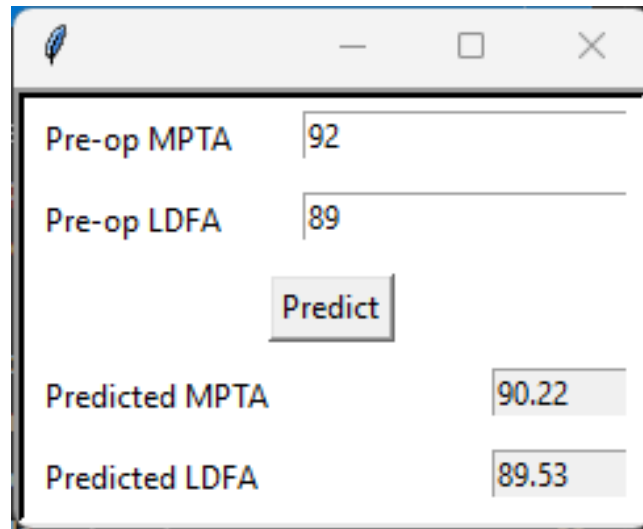 Pre-op MPTA 92
Pre-op LDFA 89
Predict
Predicted MPTA 90.22
Predicted LDFA 89.53